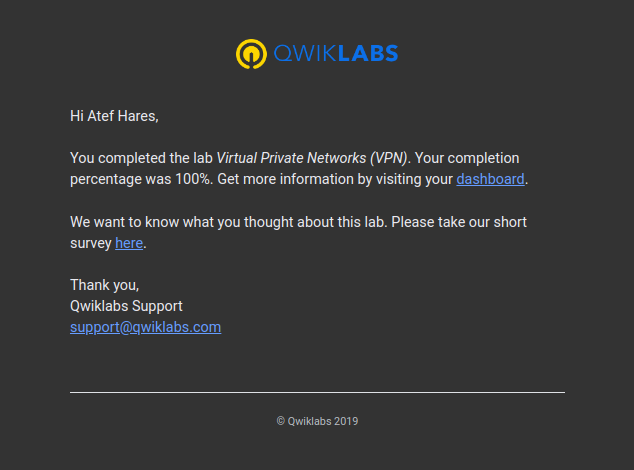 QWIKLABS
Hi Atef Hares,
You completed the lab Virtual Private Networks (VPN). Your completion
percentage was 100%. Get more information by visiting your dashboard.
We want to know what you thought about this lab. Please take our short
survey here.
Thank you,
Qwiklabs Support
support@qwiklabs.com
© Qwiklabs 2019